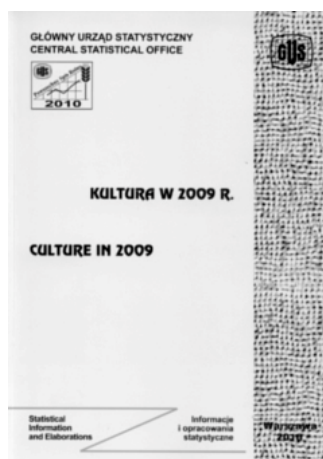 GŁÓWNY URZĄD STATYSTYCZNY
CENTRAL STATISTICAL OFFICE
GUS
2010
KULTURA W 2009 R.
CULTURE IN 2009
Statistical
Information
and Elaborations
Informacje
i opracowania
statystyczne
Warszawa
2010